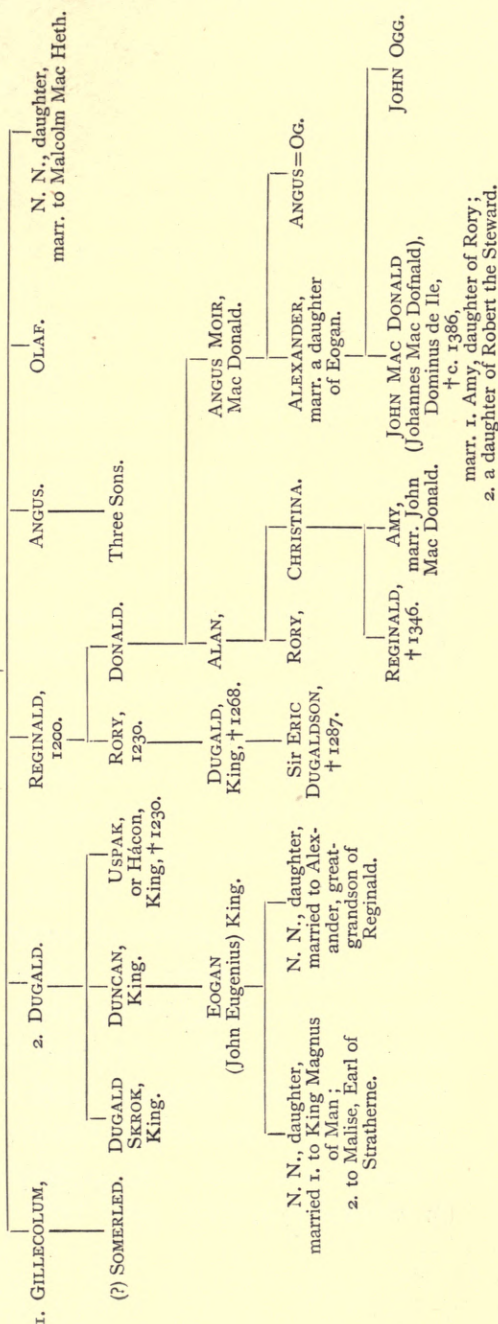 1. GILLECOLUM,
(?) SOMERLED.
2. DUGALD.
DUGALD
SKROK,
King.
DUNCAN,
King.
USPAK,
or Hácon,
King, † 1230.
EOGAN
(John Eugenius) King.
N. N., daughter,
married 1. to King Magnus
of Man;
2. to Malise, Earl of
Stratherne.
N. N., daughter,
married to Alex-
ander, great-
grandson of
Reginald.
REGINALD,
1200.
RORY,
1230.
DONALD.
DUGALD,
King, † 1268.
Sir ERIC
DUGALDSON,
† 1287.
ALAN,
RORY,
CHRISTINA.
REGINALD,
† 1346.
AMY,
marr. John
Mac Donald.
ANGUS MOIR,
Mac Donald.
ALEXANDER,
marr. a daughter
of Eogan.
ANGUS=OG.
JOHN MAC DONALD
(Johannes Mac Dofnald),
Dominus de Ile,
† c. 1386,
marr. 1. Amy, daughter of Rory;
2. a daughter of Robert the Steward.
JOHN OGG.
ANGUS.
Three Sons.
OLAF.
N. N., daughter,
marr. to Malcolm Mac Heth.